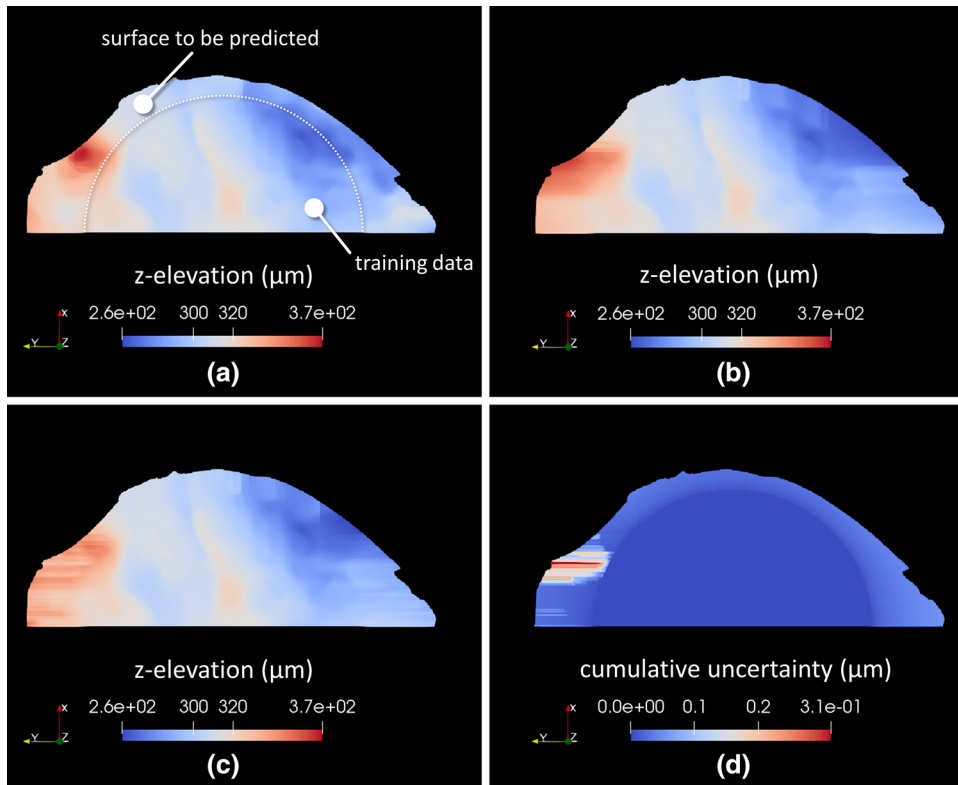 surface to be predicted
training data
z-elevation (µm)
2.6e+02 300 320 3.7e+02
X
Y Z
(a)
z-elevation (µm)
2.6e+02 300 320 3.7e+02
X
Y Z
(b)
z-elevation (µm)
2.6e+02 300 320 3.7e+02
X
Y Z
(c)
cumulative uncertainty (µm)
0.0e+00 0.1 0.2 3.1e-01
X
Y Z
(d)